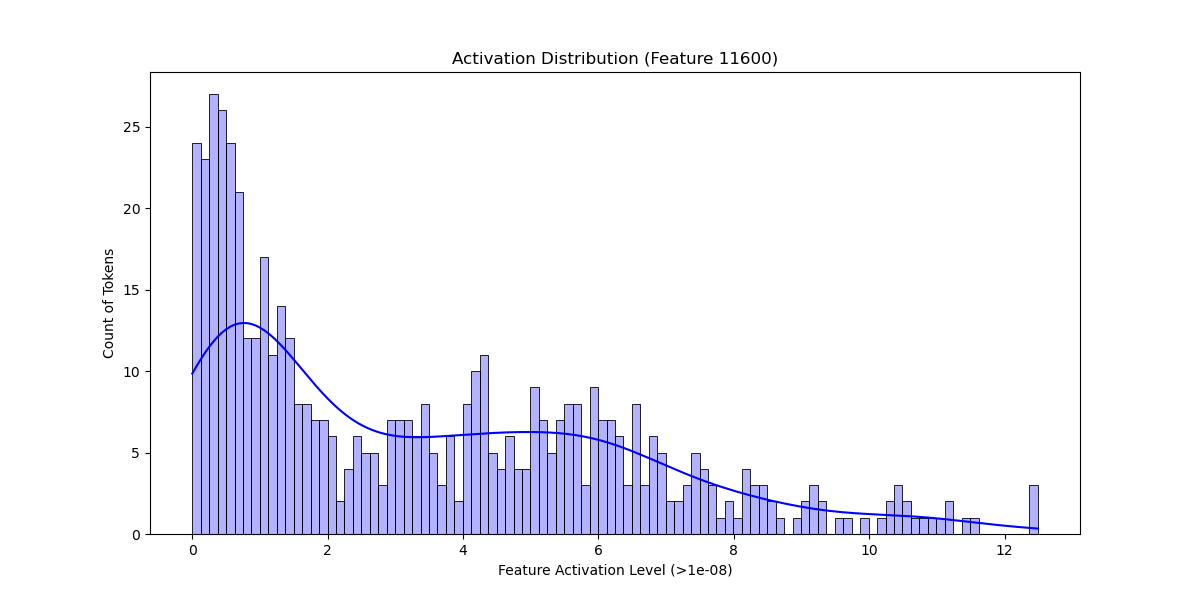 Activation Distribution (Feature 11600)
Count of Tokens
25
20
15
10
5
0
0 2 4 6 8 10 12
Feature Activation Level (>1e-08)